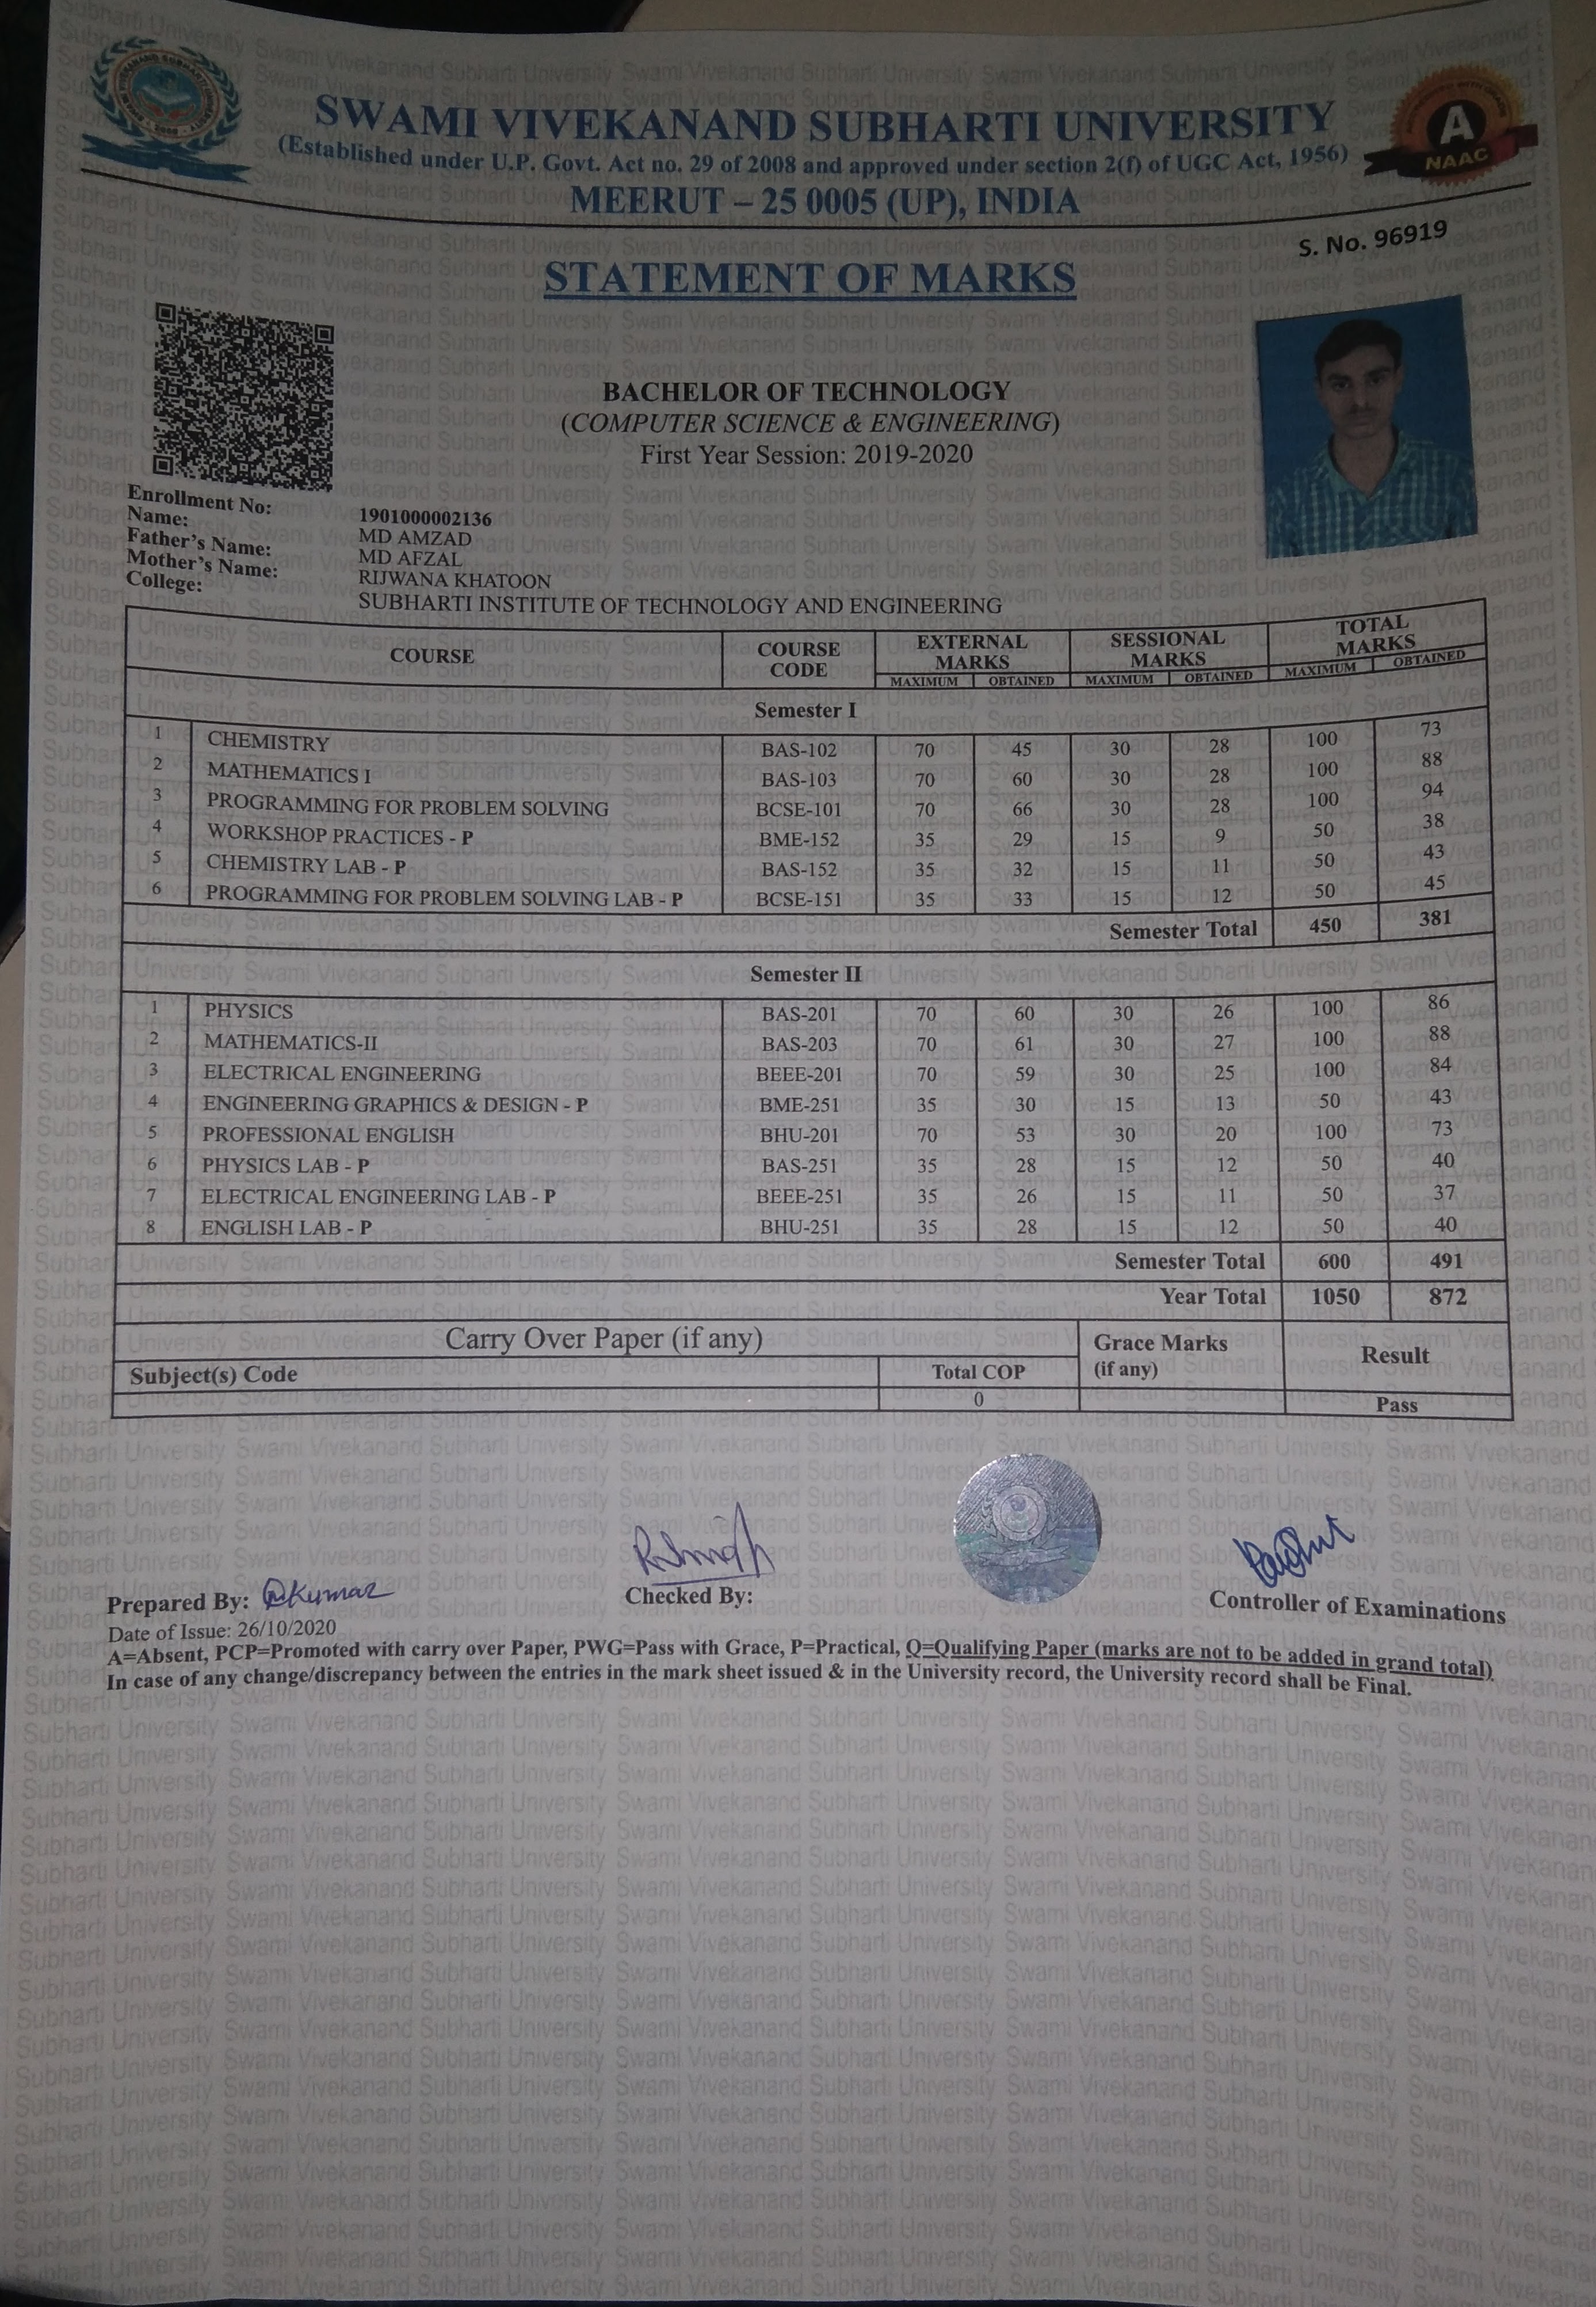 SWAMI VIVEKANAND SUBHARTI UNIVERSITY
(Established under U.P. Govt. Act no. 29 of 2008 and approved under section 2(f) of UGC Act, 1956)
MEERUT – 25 0005 (UP), INDIA
A
NAAC
S. No. 96919
STATEMENT OF MARKS
BACHELOR OF TECHNOLOGY
(COMPUTER SCIENCE & ENGINEERING)
First Year Session: 2019-2020
Enrollment No: 1901000002136
Name: MD AMZAD
Father's Name: MD AFZAL
Mother's Name: RIJWANA KHATOON
College: SUBHARTI INSTITUTE OF TECHNOLOGY AND ENGINEERING
COURSE COURSE CODE EXTERNAL MARKS SESSIONAL MARKS TOTAL MARKS
MAXIMUM OBTAINED MAXIMUM OBTAINED MAXIMUM OBTAINED
Semester I
1 CHEMISTRY BAS-102 70 45 30 28 100 73
2 MATHEMATICS I BAS-103 70 60 30 28 100 88
3 PROGRAMMING FOR PROBLEM SOLVING BCSE-101 70 66 30 28 100 94
4 WORKSHOP PRACTICES - P BME-152 35 29 15 9 50 38
5 CHEMISTRY LAB - P BAS-152 35 32 15 11 50 43
6 PROGRAMMING FOR PROBLEM SOLVING LAB - P BCSE-151 35 33 15 12 50 45
Semester Total 450 381
Semester II
1 PHYSICS BAS-201 70 60 30 26 100 86
2 MATHEMATICS-II BAS-203 70 61 30 27 100 88
3 ELECTRICAL ENGINEERING BEEE-201 70 59 30 25 100 84
4 ENGINEERING GRAPHICS & DESIGN - P BME-251 35 30 15 13 50 43
5 PROFESSIONAL ENGLISH BHU-201 70 53 30 20 100 73
6 PHYSICS LAB - P BAS-251 35 28 15 12 50 40
7 ELECTRICAL ENGINEERING LAB - P BEEE-251 35 26 15 11 50 37
8 ENGLISH LAB - P BHU-251 35 28 15 12 50 40
Semester Total 600 491
Year Total 1050 872
Carry Over Paper (if any) Grace Marks (if any) Result
Subject(s) Code Total COP
0 Pass
Prepared By: Checked By: Controller of Examinations
Date of Issue: 26/10/2020
A=Absent, PCP=Promoted with carry over Paper, PWG=Pass with Grace, P=Practical, Q=Qualifying Paper (marks are not to be added in grand total)
In case of any change/discrepancy between the entries in the mark sheet issued & in the University record, the University record shall be Final.